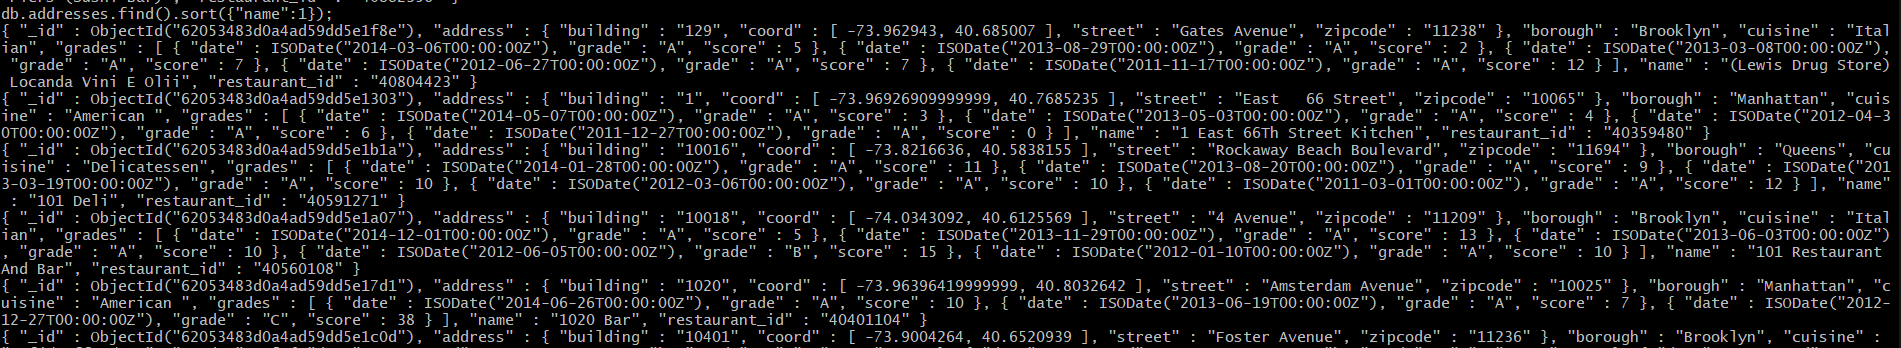 db.addresses.find().sort({"name":1});
{ "_id" : ObjectId("62053483d0a4ad59dd5e1f8e"), "address" : { "building" : "129", "coord" : [ -73.962943, 40.685007 ], "street" : "Gates Avenue", "zipcode" : "11238" }, "borough" : "Brooklyn", "cuisine" : "Ital
ian", "grades" : [ { "date" : ISODate("2014-03-06T00:00:00Z"), "grade" : "A", "score" : 5 }, { "date" : ISODate("2013-08-29T00:00:00Z"), "grade" : "A", "score" : 2 }, { "date" : ISODate("2013-03-08T00:00:00Z"),
"grade" : "A", "score" : 7 }, { "date" : ISODate("2012-06-27T00:00:00Z"), "grade" : "A", "score" : 7 }, { "date" : ISODate("2011-11-17T00:00:00Z"), "grade" : "A", "score" : 12 } ], "name" : "(Lewis Drug Store)
Locanda Vini E Olii", "restaurant_id" : "40804423" }
{ "_id" : ObjectId("62053483d0a4ad59dd5e1303"), "address" : { "building" : "1", "coord" : [ -73.96926909999999, 40.7685235 ], "street" : "East   66 Street", "zipcode" : "10065" }, "borough" : "Manhattan", "cuis
ine" : "American ", "grades" : [ { "date" : ISODate("2014-05-07T00:00:00Z"), "grade" : "A", "score" : 3 }, { "date" : ISODate("2013-05-03T00:00:00Z"), "grade" : "A", "score" : 4 }, { "date" : ISODate("2012-04-3
0T00:00:00Z"), "grade" : "A", "score" : 6 }, { "date" : ISODate("2011-12-27T00:00:00Z"), "grade" : "A", "score" : 0 } ], "name" : "1 East 66Th Street Kitchen", "restaurant_id" : "40359480" }
{ "_id" : ObjectId("62053483d0a4ad59dd5e1b1a"), "address" : { "building" : "10016", "coord" : [ -73.8216636, 40.5838155 ], "street" : "Rockaway Beach Boulevard", "zipcode" : "11694" }, "borough" : "Queens", "cu
isine" : "Delicatessen", "grades" : [ { "date" : ISODate("2014-01-28T00:00:00Z"), "grade" : "A", "score" : 11 }, { "date" : ISODate("2013-08-20T00:00:00Z"), "grade" : "A", "score" : 9 }, { "date" : ISODate("201
3-03-19T00:00:00Z"), "grade" : "A", "score" : 10 }, { "date" : ISODate("2012-03-06T00:00:00Z"), "grade" : "A", "score" : 10 }, { "date" : ISODate("2011-03-01T00:00:00Z"), "grade" : "A", "score" : 12 } ], "name"
: "101 Deli", "restaurant_id" : "40591271" }
{ "_id" : ObjectId("62053483d0a4ad59dd5e1a07"), "address" : { "building" : "10018", "coord" : [ -74.0343092, 40.6125569 ], "street" : "4 Avenue", "zipcode" : "11209" }, "borough" : "Brooklyn", "cuisine" : "Ital
ian", "grades" : [ { "date" : ISODate("2014-12-01T00:00:00Z"), "grade" : "A", "score" : 5 }, { "date" : ISODate("2013-11-29T00:00:00Z"), "grade" : "A", "score" : 13 }, { "date" : ISODate("2013-06-03T00:00:00Z")
, "grade" : "A", "score" : 10 }, { "date" : ISODate("2012-06-05T00:00:00Z"), "grade" : "B", "score" : 15 }, { "date" : ISODate("2012-01-10T00:00:00Z"), "grade" : "A", "score" : 10 } ], "name" : "101 Restaurant
And Bar", "restaurant_id" : "40560108" }
{ "_id" : ObjectId("62053483d0a4ad59dd5e17d1"), "address" : { "building" : "1020", "coord" : [ -73.96396419999999, 40.8032642 ], "street" : "Amsterdam Avenue", "zipcode" : "10025" }, "borough" : "Manhattan", "c
uisine" : "American ", "grades" : [ { "date" : ISODate("2014-06-26T00:00:00Z"), "grade" : "A", "score" : 10 }, { "date" : ISODate("2013-06-19T00:00:00Z"), "grade" : "A", "score" : 7 }, { "date" : ISODate("2012-
12-27T00:00:00Z"), "grade" : "C", "score" : 38 } ], "name" : "1020 Bar", "restaurant_id" : "40401104" }
{ "_id" : ObjectId("62053483d0a4ad59dd5e1c0d"), "address" : { "building" : "10401", "coord" : [ -73.9004264, 40.6520939 ], "street" : "Foster Avenue", "zipcode" : "11236" }, "borough" : "Brooklyn", "cuisine" :